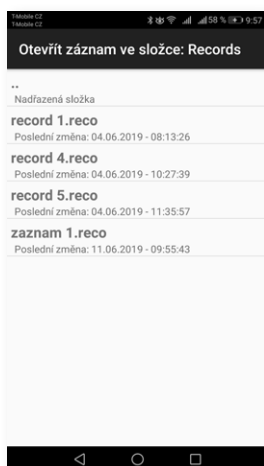 T-Mobile CZ
T-Mobile CZ
58 % 9:57
Otevřít záznam ve složce: Records
..
Nadřazená složka
record 1.reco
Poslední změna: 04.06.2019 - 08:13:26
record 4.reco
Poslední změna: 04.06.2019 - 10:27:39
record 5.reco
Poslední změna: 04.06.2019 - 11:35:57
zaznam 1.reco
Poslední změna: 11.06.2019 - 09:55:43